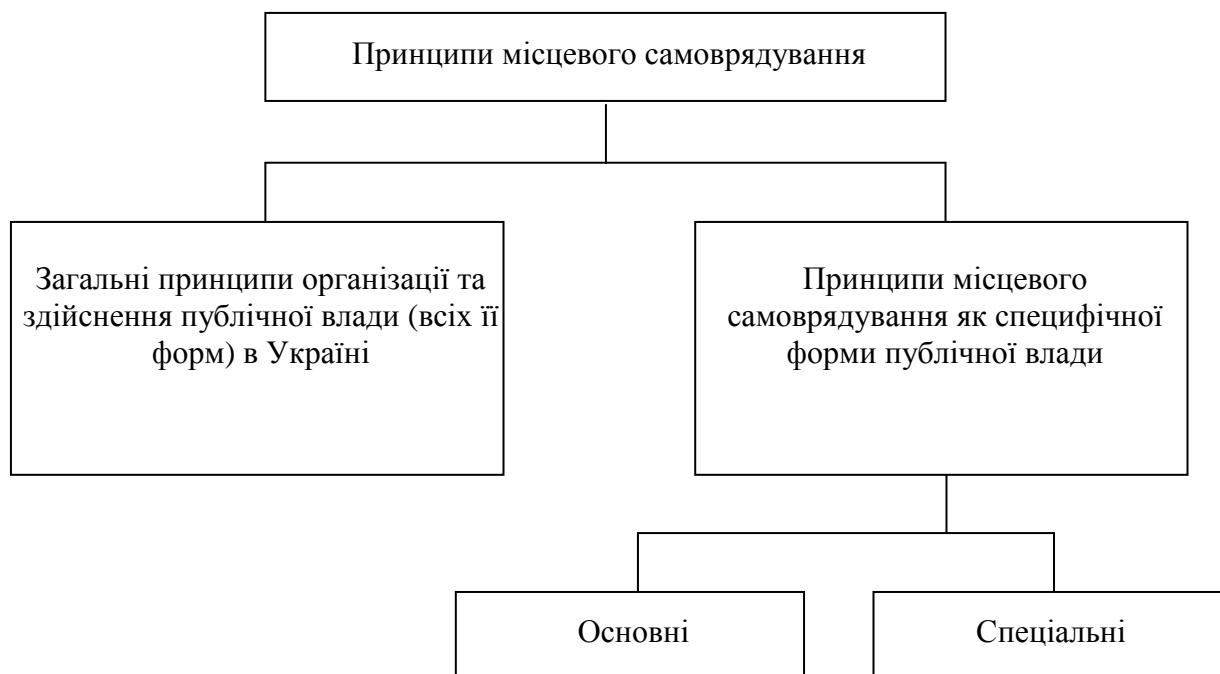 Принципи місцевого самоврядування
Загальні принципи організації та
здійснення публічної влади (всіх її
форм) в Україні
Принципи місцевого
самоврядування як специфічної
форми публічної влади
Основні
Спеціальні